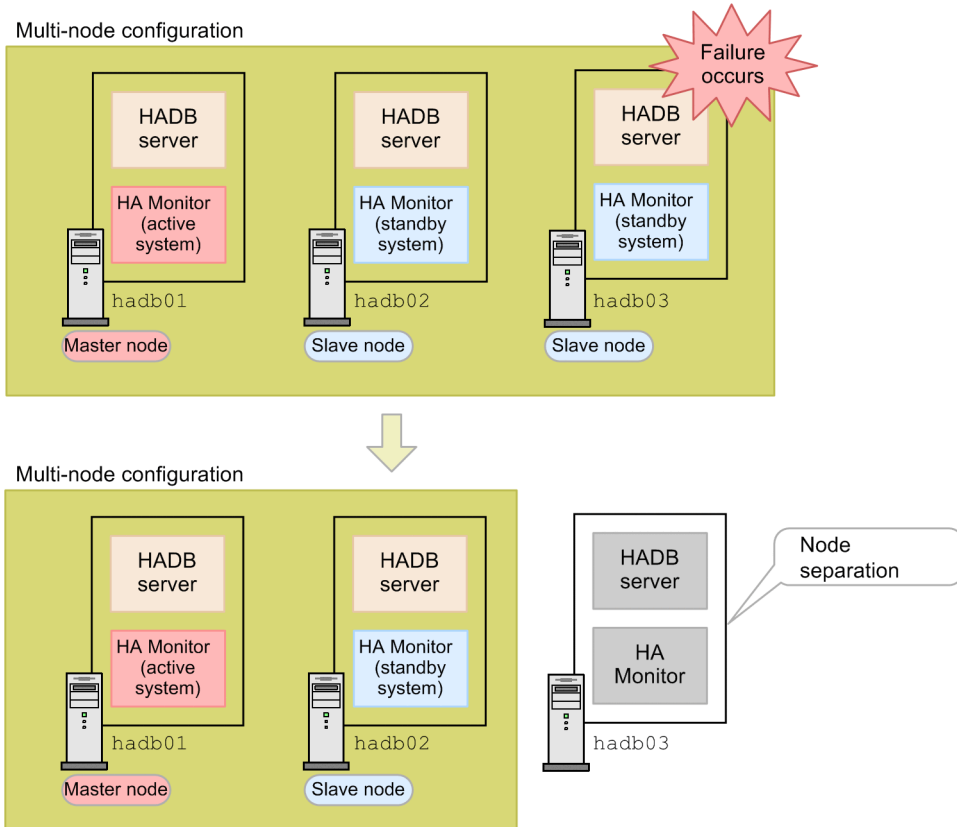 Multi-node configuration
Failure
occurs
HADB
server
HA Monitor
(active
system)
hadb01
Master node
HADB
server
HA Monitor
(standby
system)
hadb02
Slave node
HADB
server
HA Monitor
(standby
system)
hadb03
Slave node
Multi-node configuration
HADB
server
HA Monitor
(active
system)
hadb01
Master node
HADB
server
HA Monitor
(standby
system)
hadb02
Slave node
HADB
server
HA
Monitor
hadb03
Node
separation